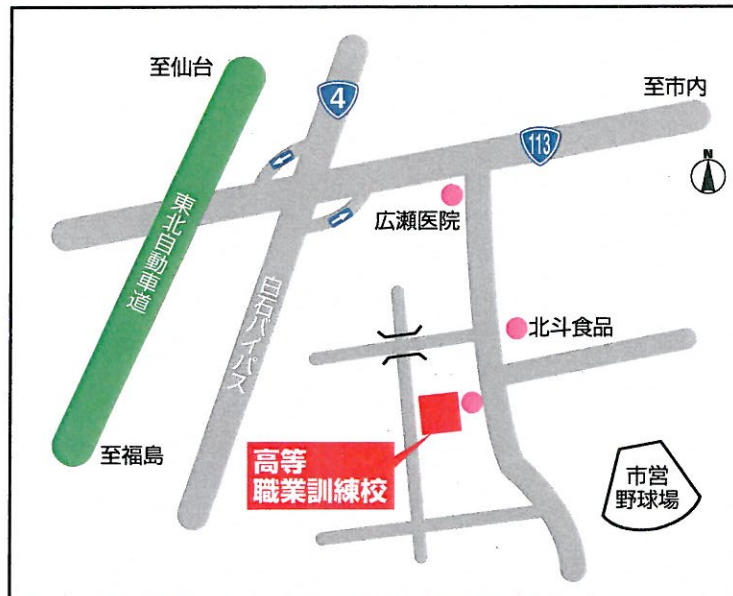 至仙台
4
至市内
113
N
広瀬医院
東北自動車道
白石バイパス
北斗食品
至福島
高等
職業訓練校
市営
野球場